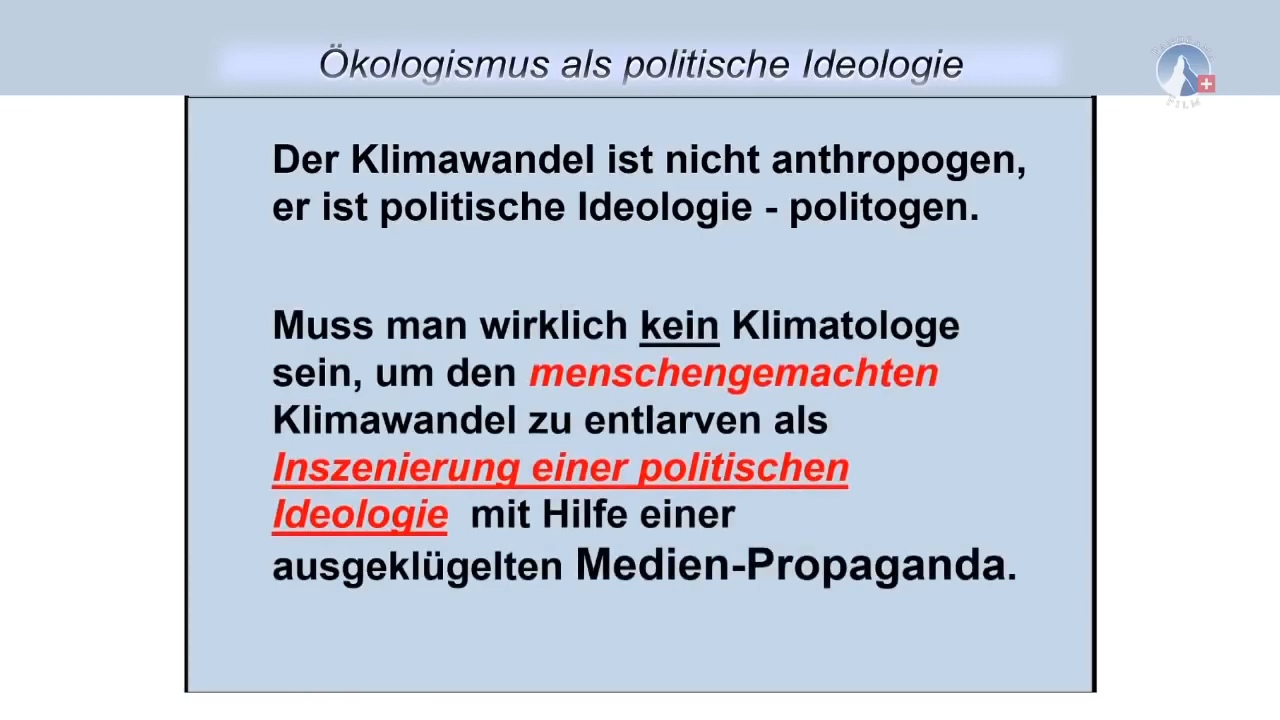 Ökologismus als politische Ideologie
Der Klimawandel ist nicht anthropogen,
er ist politische Ideologie - politogen.
Muss man wirklich kein Klimatologe
sein, um den menschengemachten
Klimawandel zu entlarven als
Inszenierung einer politischen
Ideologie mit Hilfe einer
ausgeklügelten Medien-Propaganda.
FILM